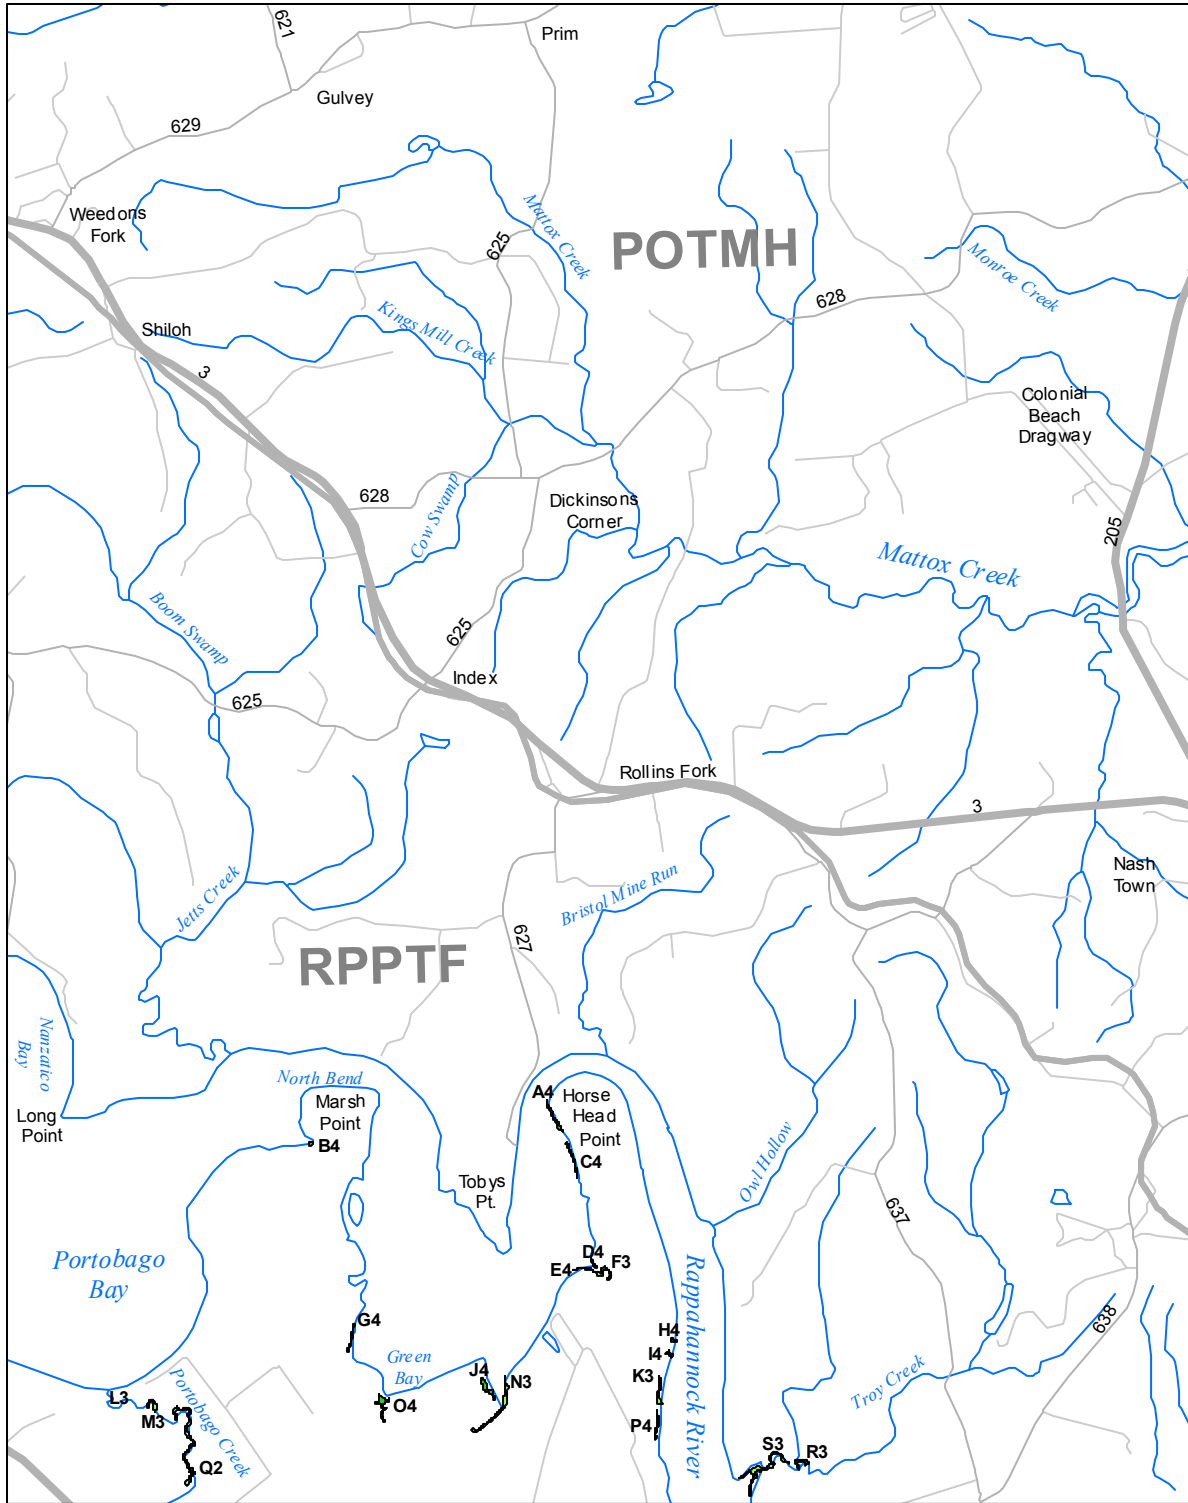 621
Prim
Gulvey
629
Weedons
Fork
Mattox Creek
625
POTMH
Monroe Creek
628
Kings Mill Creek
Shiloh
3
Colonial
Beach
Dragway
628
Cow Swamp
Dickinsons
Corner
205
Mattox Creek
Boom Swamp
625
Index
625
Rollins Fork
3
Nash
Town
Jetts Creek
Bristol Mine Run
627
RPPTF
Nanzatico
Bay
North Bend
Long
Point
Marsh
Point
A4
Horse
Head
Point
B4
C4
Owl Hollow
Tobys
Pt.
637
Portobago
Bay
D4
E4
F3
Rappahannock River
G4
H4
I4
638
Green
Bay
J4
K3
N3
Troy Creek
L3
M3
Portobago Creek
O4
P4
Q2
S3
R3